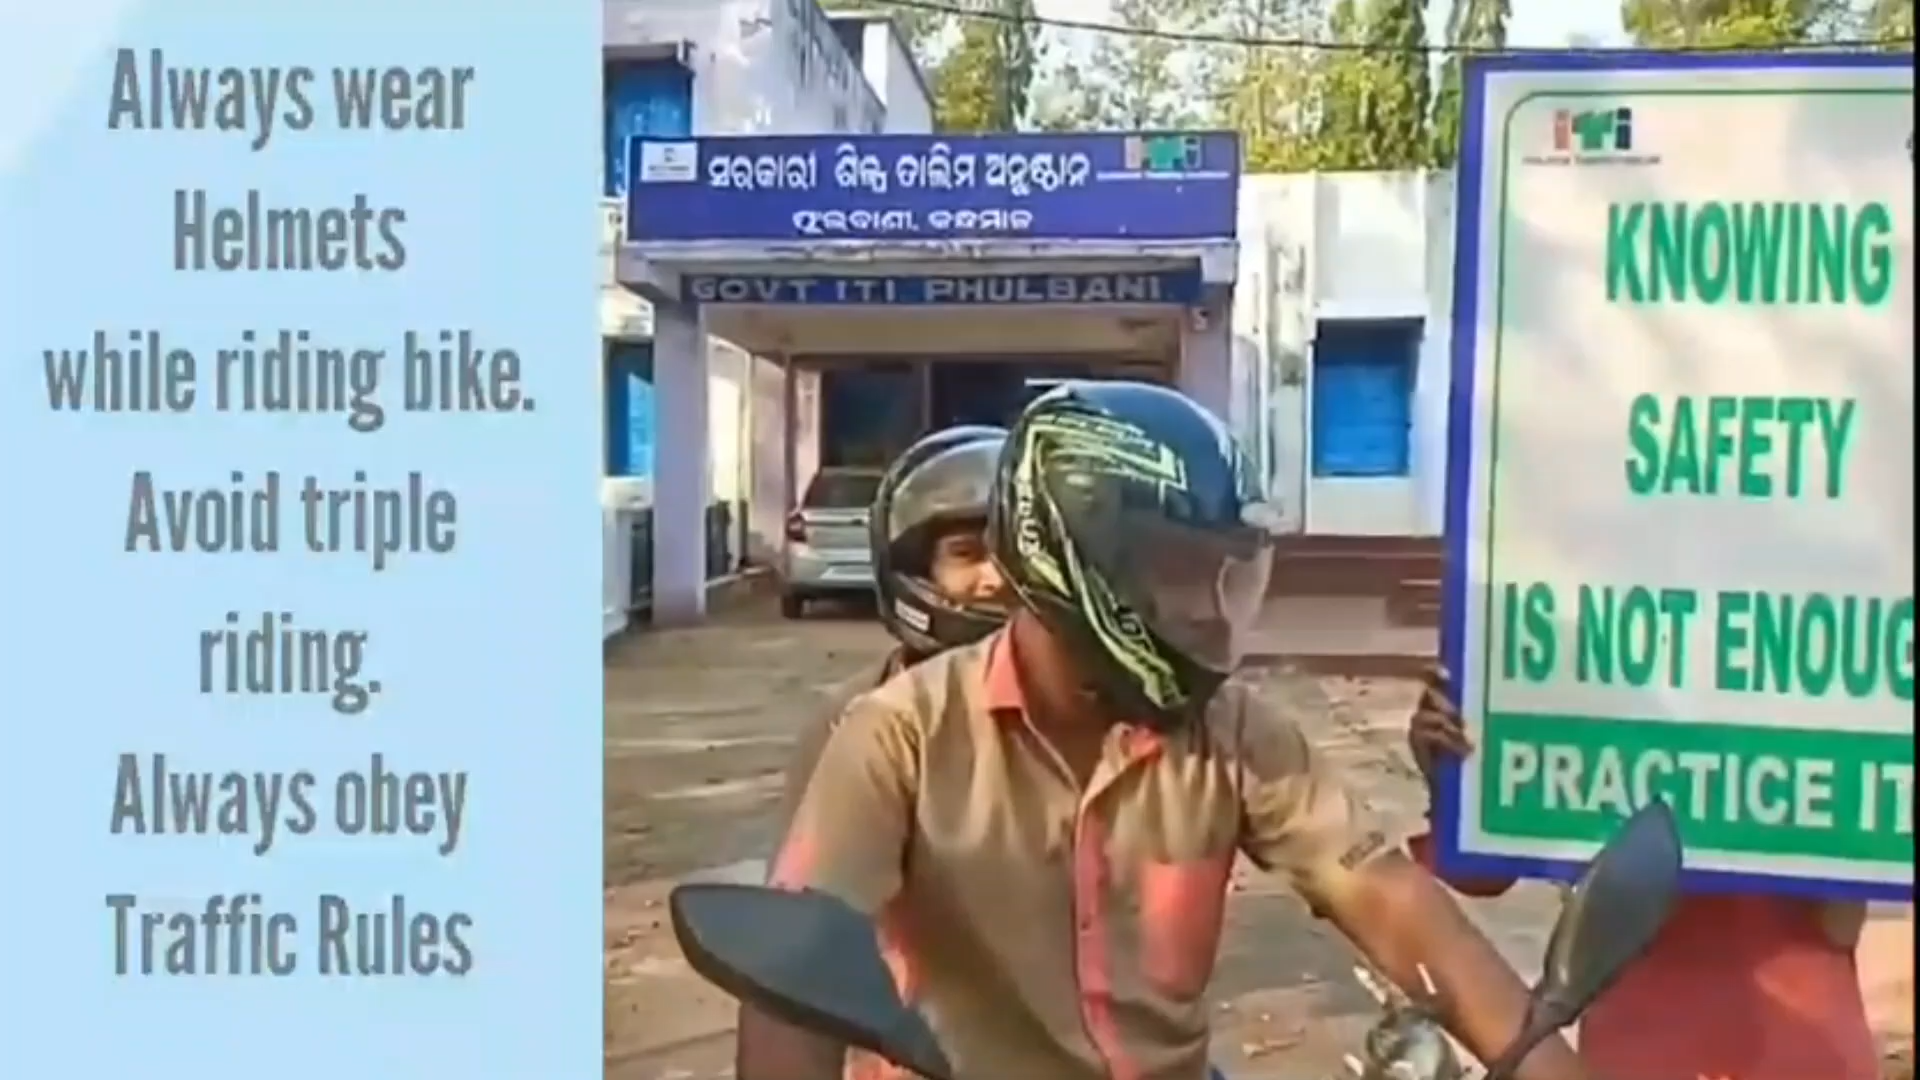 Always wear
Helmets
while riding bike.
Avoid triple
riding.
Always obey
Traffic Rules
ସରକାରୀ ଶିଳ୍ପ ତାଲିମ ଅନୁଷ୍ଠାନ
ଫୁଲବାଣୀ, କନ୍ଧମାଳ
GOVT ITI PHULBANI
iTi
KNOWING
SAFETY
IS NOT ENOUG
PRACTICE IT